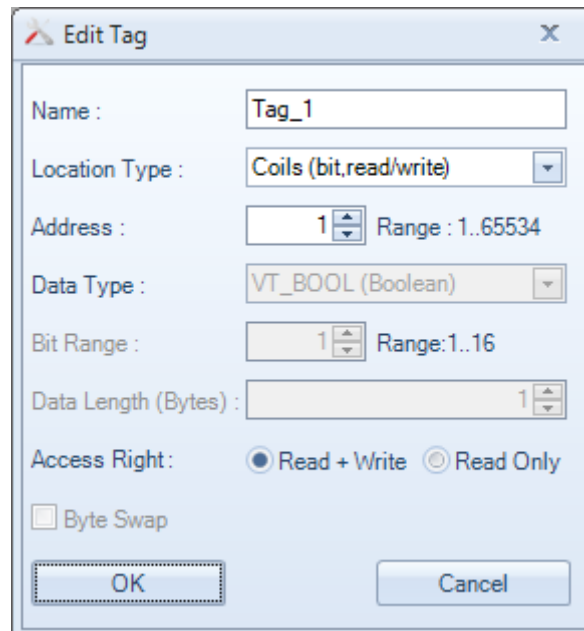 Edit Tag
Name :
Tag_1
Location Type :
Coils (bit,read/write)
Address :
1
Range : 1..65534
Data Type :
VT_BOOL (Boolean)
Bit Range :
1
Range:1..16
Data Length (Bytes) :
1
Access Right :
Read + Write
Read Only
Byte Swap
OK
Cancel